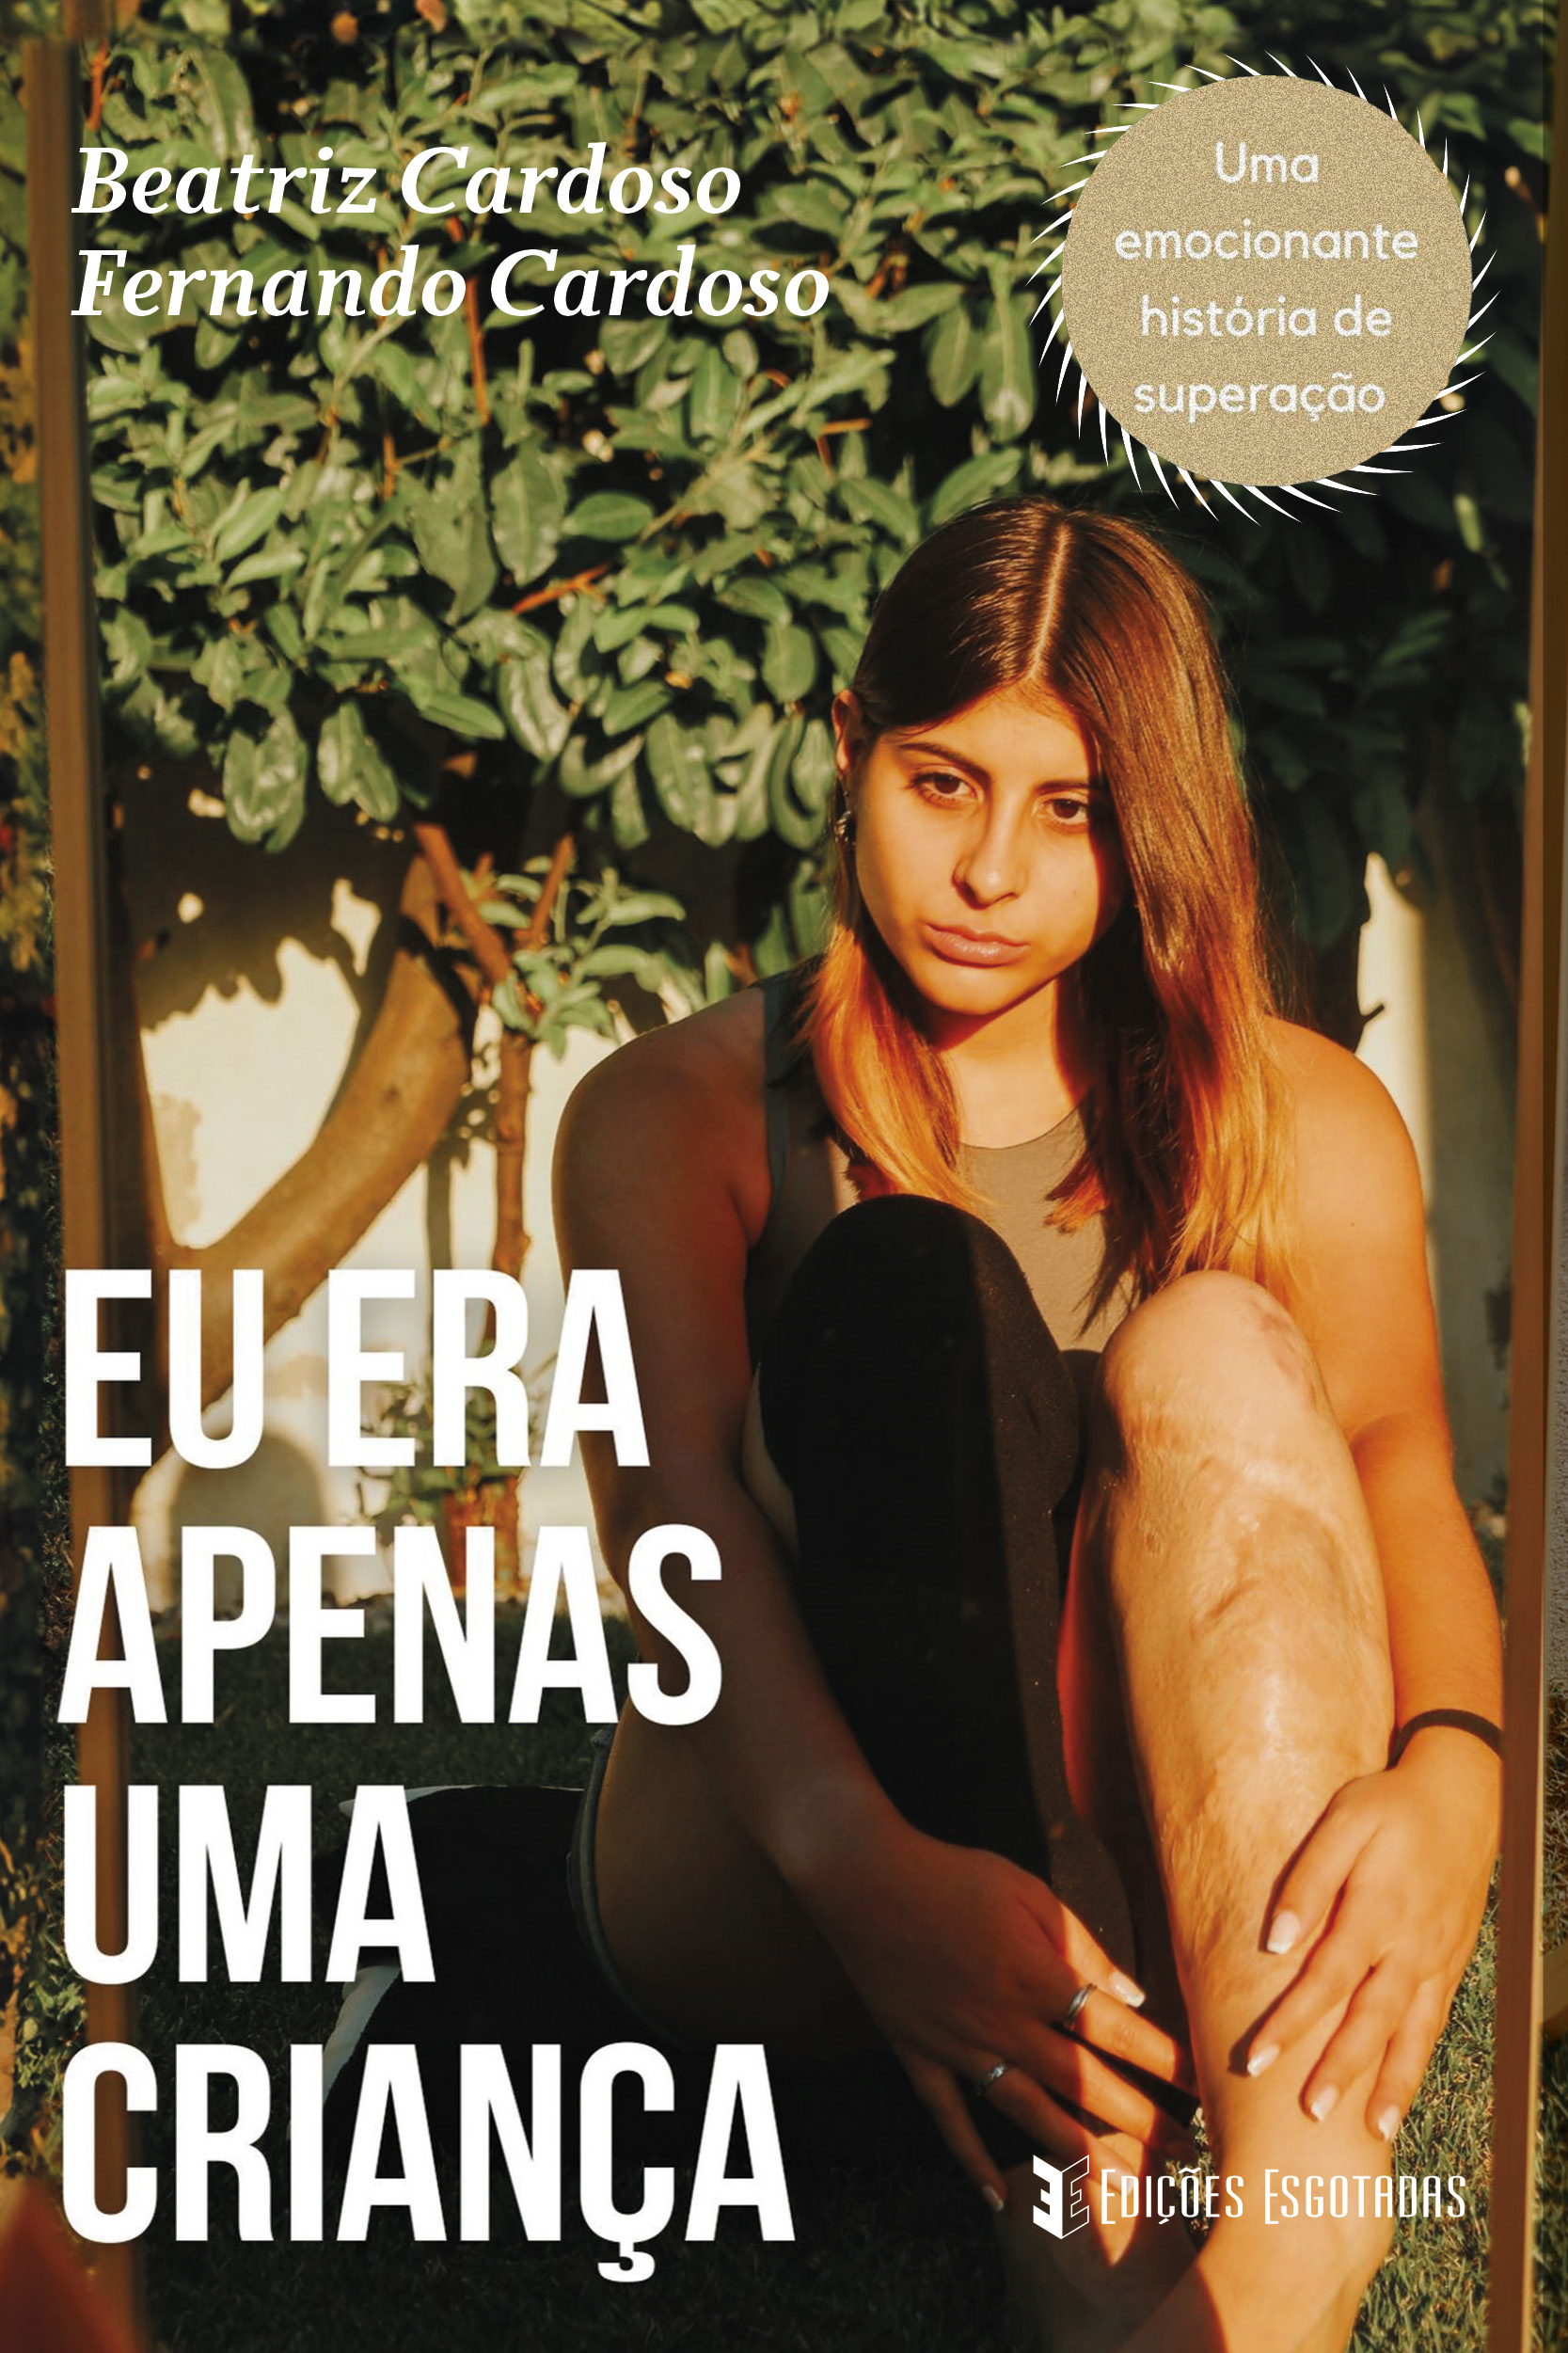 Beatriz Cardoso
Fernando Cardoso
Uma
emocionante
história de
superação
EU ERA
APENAS
UMA
CRIANÇA
EDIÇÕES ESGOTADAS